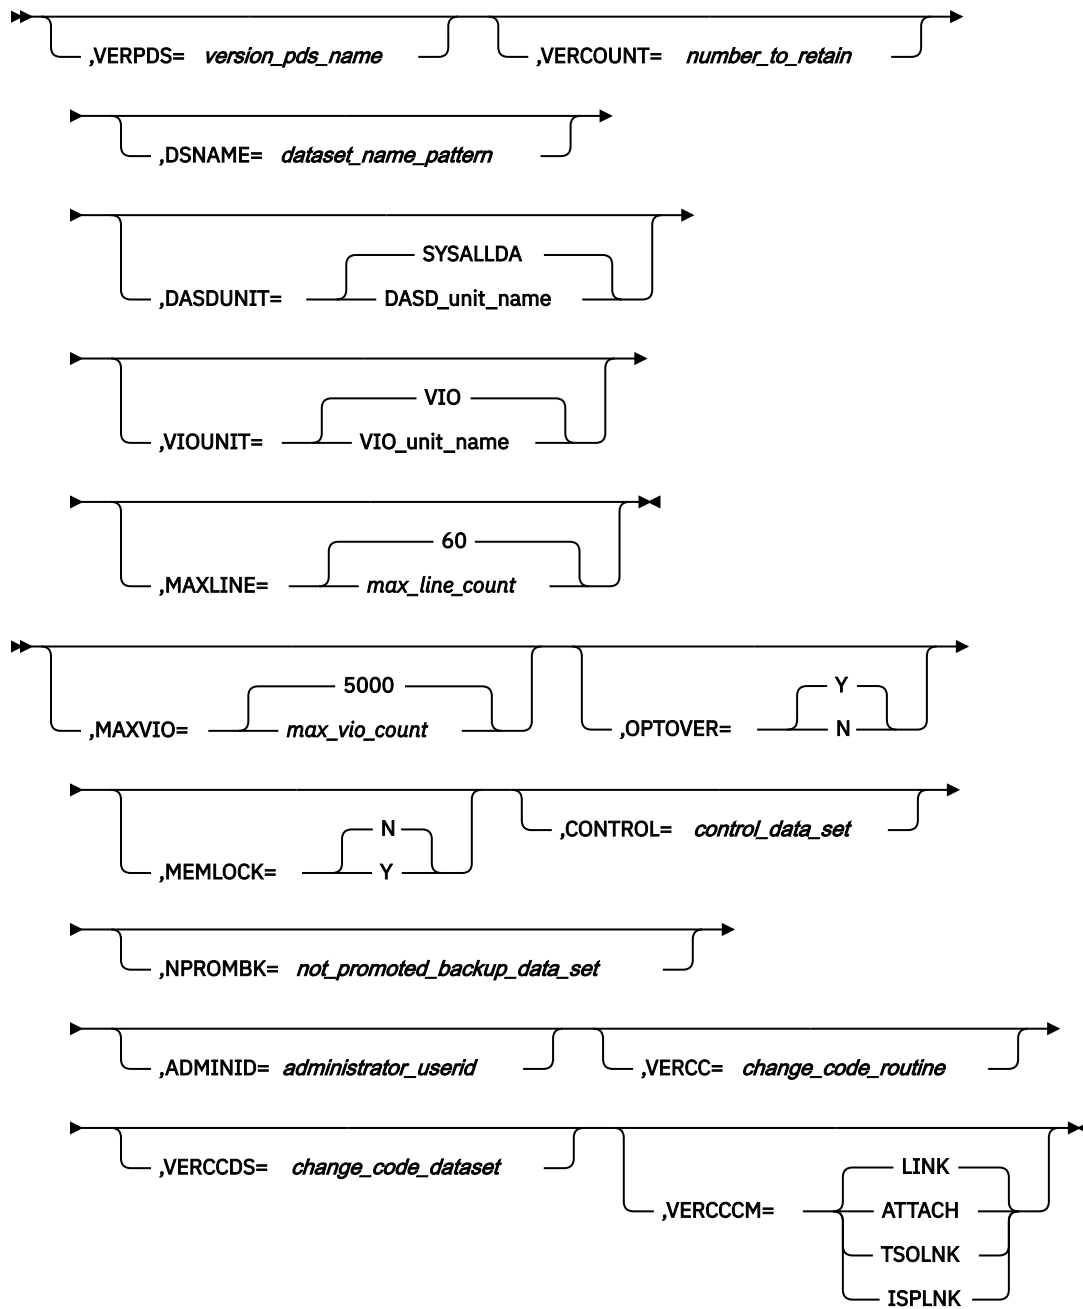 ,VERPDS= version_pds_name ,VERCOUNT= number_to_retain
,DSNAME= dataset_name_pattern
SYSALLDA
,DASDUNIT= DASD_unit_name
VIO
,VIOUNIT= VIO_unit_name
60
,MAXLINE= max_line_count
5000 Y
,MAXVIO= max_vio_count ,OPTOVER= N
N ,CONTROL= control_data_set
,MEMLOCK= Y
,NPROMBK= not_promoted_backup_data_set
,ADMINID= administrator_userid ,VERCC= change_code_routine
,VERCCDS= change_code_dataset LINK
,VERCCCM= ATTACH
TSOLNK
ISPLNK